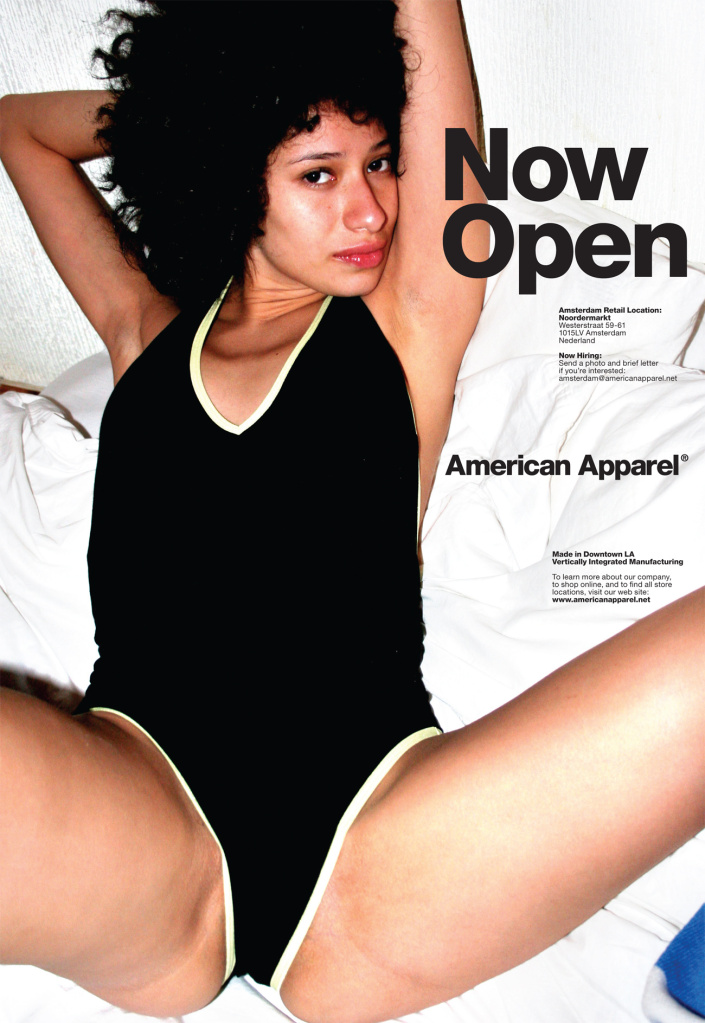 Now
Open
Amsterdam Retail Location:
Noordermarkt
Westerstraat 59-61
1015LV Amsterdam
Nederland
Now Hiring:
Send a photo and brief letter
if you're interested:
amsterdam@americanapparel.net
American Apparel®
Made in Downtown LA
Vertically Integrated Manufacturing
To learn more about our company,
to shop online, and to find all store
locations, visit our web site:
www.americanapparel.net